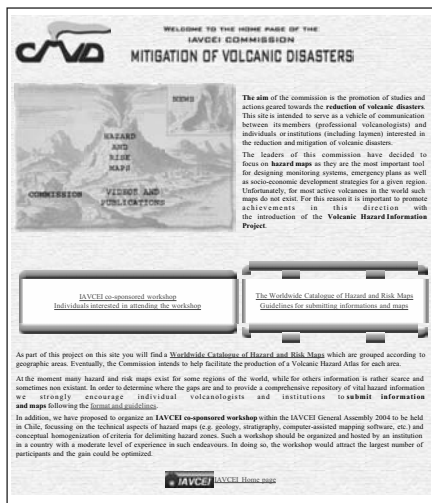 CMVD
WELCOME TO THE HOME PAGE OF THE
IAVCEI COMMISSION
MITIGATION OF VOLCANIC DISASTERS
NEWS
HAZARD
AND
RISK
MAPS
COMMISSION
VIDEOS AND
PUBLICATIONS
The aim of the commission is the promotion of studies and
actions geared towards the reduction of volcanic disasters.
This site is intended to serve as a vehicle of communication
between its members (professional volcanologists) and
individuals or institutions (including laymen) interested in
the reduction and mitigation of volcanic disasters.
The leaders of this commission have decided to
focus on hazard maps as they are the most important tool
for designing monitoring systems, emergency plans as well
as socio-economic development strategies for a given region.
Unfortunately, for most active volcanoes in the world such
maps do not exist. For this reason it is important to promote
achievements in this direction with
the introduction of the Volcanic Hazard Information
Project.
IAVCEI co-sponsored workshop
Individuals interested in attending the workshop
The Worldwide Catalogue of Hazard and Risk Maps
Guidelines for submitting informations and maps
As part of this project on this site you will find a Worldwide Catalogue of Hazard and Risk Maps which are grouped according to
geographic areas. Eventually, the Commission intends to help facilitate the production of a Volcanic Hazard Atlas for each area.
At the moment many hazard and risk maps exist for some regions of the world, while for others information is rather scarce and
sometimes non existant. In order to determine where the gaps are and to provide a comprehensive repository of vital hazard information
we strongly encourage individual volcanologists and institutions to submit information
and maps following the format and guidelines.
In addition, we have proposed to organize an IAVCEI co-sponsored workshop within the IAVCEI General Assembly 2004 to be held
in Chile, focussing on the technical aspects of hazard maps (e.g. geology, stratigraphy, computer-assisted mapping software, etc.) and
conceptual homogenization of criteria for delimiting hazard zones. Such a workshop should be organized and hosted by an institution
in a country with a moderate level of experience in such endeavours. In doing so, the workshop would attract the largest number of
participants and the gain could be optimized.
IAVCEI IAVCEI Home page